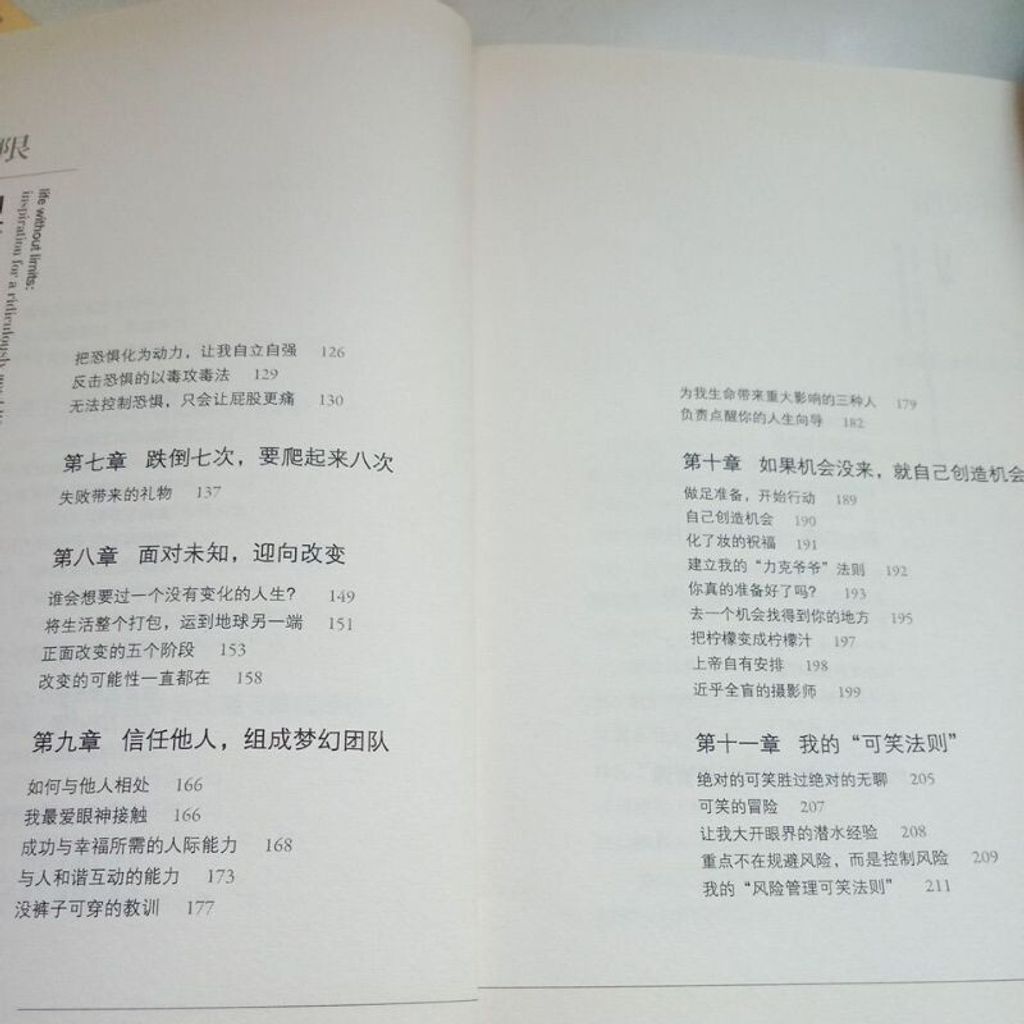 限
life without limits:
inspiration for a ridiculously
把恐惧化为动力，让我自立自强 126
反击恐惧的以毒攻毒法 129
无法控制恐惧，只会让屁股更痛 130
第七章 跌倒七次，要爬起来八次
失败带来的礼物 137
第八章 面对未知，迎向改变
谁会想要过一个没有变化的人生？ 149
将生活整个打包，运到地球另一端 151
正面改变的五个阶段 153
改变的可能性一直都在 158
第九章 信任他人，组成梦幻团队
如何与他人相处 166
我最爱眼神接触 166
成功与幸福所需的人际能力 168
与人和谐互动的能力 173
没裤子可穿的教训 177
为我生命带来重大影响的三种人 179
负责点醒你的人生向导 182
第十章 如果机会没来，就自己创造机会
做足准备，开始行动 189
自己创造机会 190
化了妆的祝福 191
建立我的“力克爷爷”法则 192
你真的准备好了吗？ 193
去一个机会找得到你的地方 195
把柠檬变成柠檬汁 197
上帝自有安排 198
近乎全盲的摄影师 199
第十一章 我的“可笑法则”
绝对的可笑胜过绝对的无聊 205
可笑的冒险 207
让我大开眼界的潜水经验 208
重点不在规避风险，而是控制风险 209
我的“风险管理可笑法则” 211